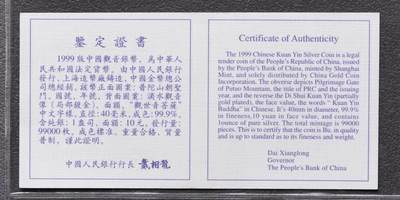 鑒定證書
1999版中國觀音銀幣，為中華人
民共和國法定貨幣。由中國人民銀行
發行，上海造幣廠鑄造，中國金幣總公
司總經銷。該幣正面圖案：普陀山朝聖
門、國號、年號，背面圖案：滴水觀音
像（局部鍍金）、面額，"觀世音菩薩"
中文字樣。直徑：40毫米，成色：99.9%，
含純銀：1盎司，面額：10元，發行量：
99000枚，成色標準，重量合格，質量
普制，謹此證明。
中國人民銀行行長 戴相龍
Certificate of Authenticity
The 1999 Chinese Kuan Yin Silver Coin is a legal
tender coin of the People's Republic of China, issued
by the People's Bank of China, minted by Shanghai
Mint, and solely distributed by China Gold Coin
Incorporation. The obverse depicts Pilgrimage Gate
of Putuo Mountain, the title of PRC and the issuing
year, and the reverse the Di Shui Kuan Yin (partially
gold plated), the face value, the words " Kuan Yin
Buddha" in Chinese. It's 40mm in diameter, 99.9%
in fineness,10 yuan in face value, and contains
1ounce of pure silver. The total mintage is 99000
pieces. This is to certify that the coin is Bu. in quality
and is up to standard as to its fineness and weight.
Dai Xianglong
Governor
The People's Bank of China